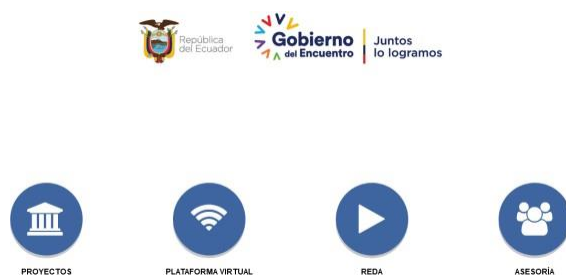 República
del Ecuador
Gobierno
del Encuentro
Juntos
lo logramos
PROYECTOS
PLATAFORMA VIRTUAL
REDA
ASESORÍA